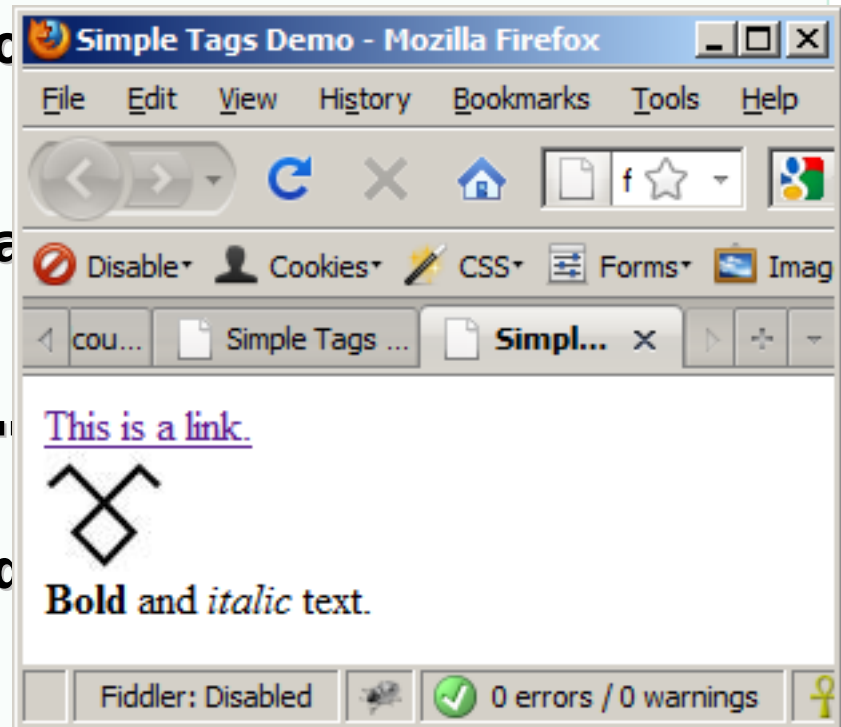 Simple Tags Demo - Mozilla Firefox
File Edit View History Bookmarks Tools Help
f
Disable Cookies CSS Forms Imag
cou... Simple Tags ... Simpl...
This is a link.
Bold and italic text.
Fiddler: Disabled 0 errors / 0 warnings